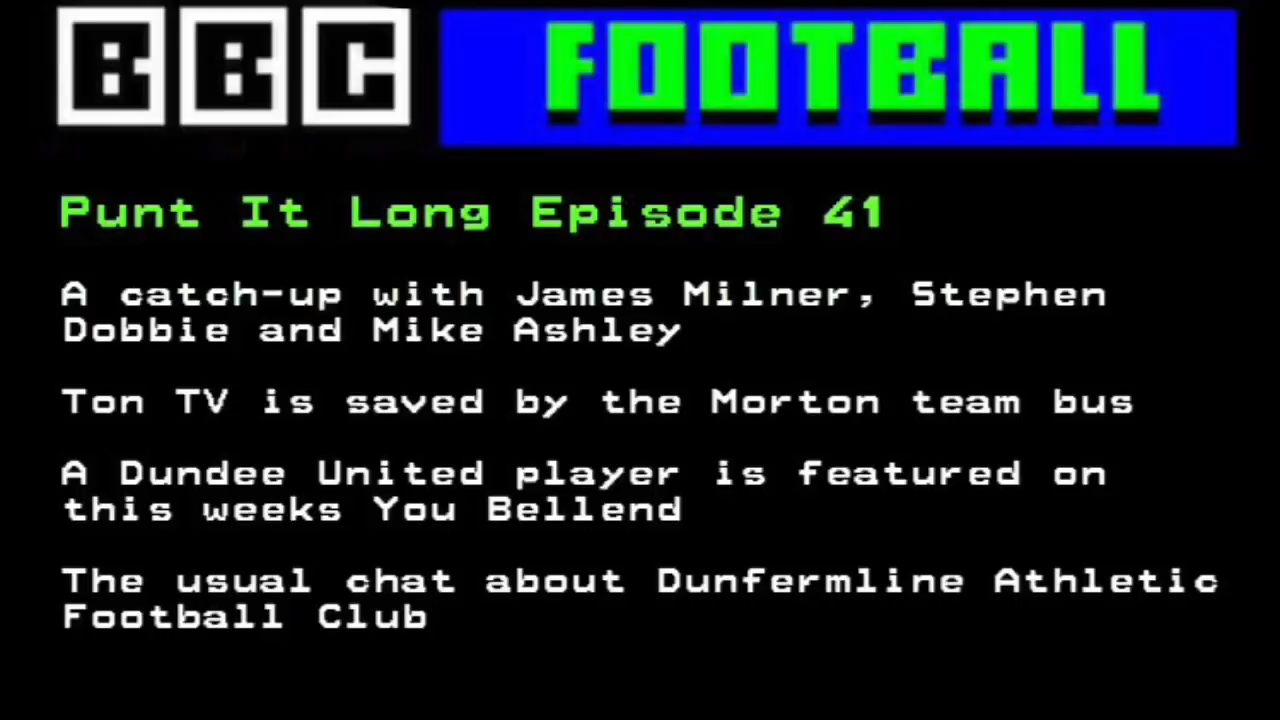 BBC FOOTBALL
Punt It Long Episode 41
A catch-up with James Milner, Stephen
Dobbie and Mike Ashley
Ton TV is saved by the Morton team bus
A Dundee United player is featured on
this weeks You Bellend
The usual chat about Dunfermline Athletic
Football Club